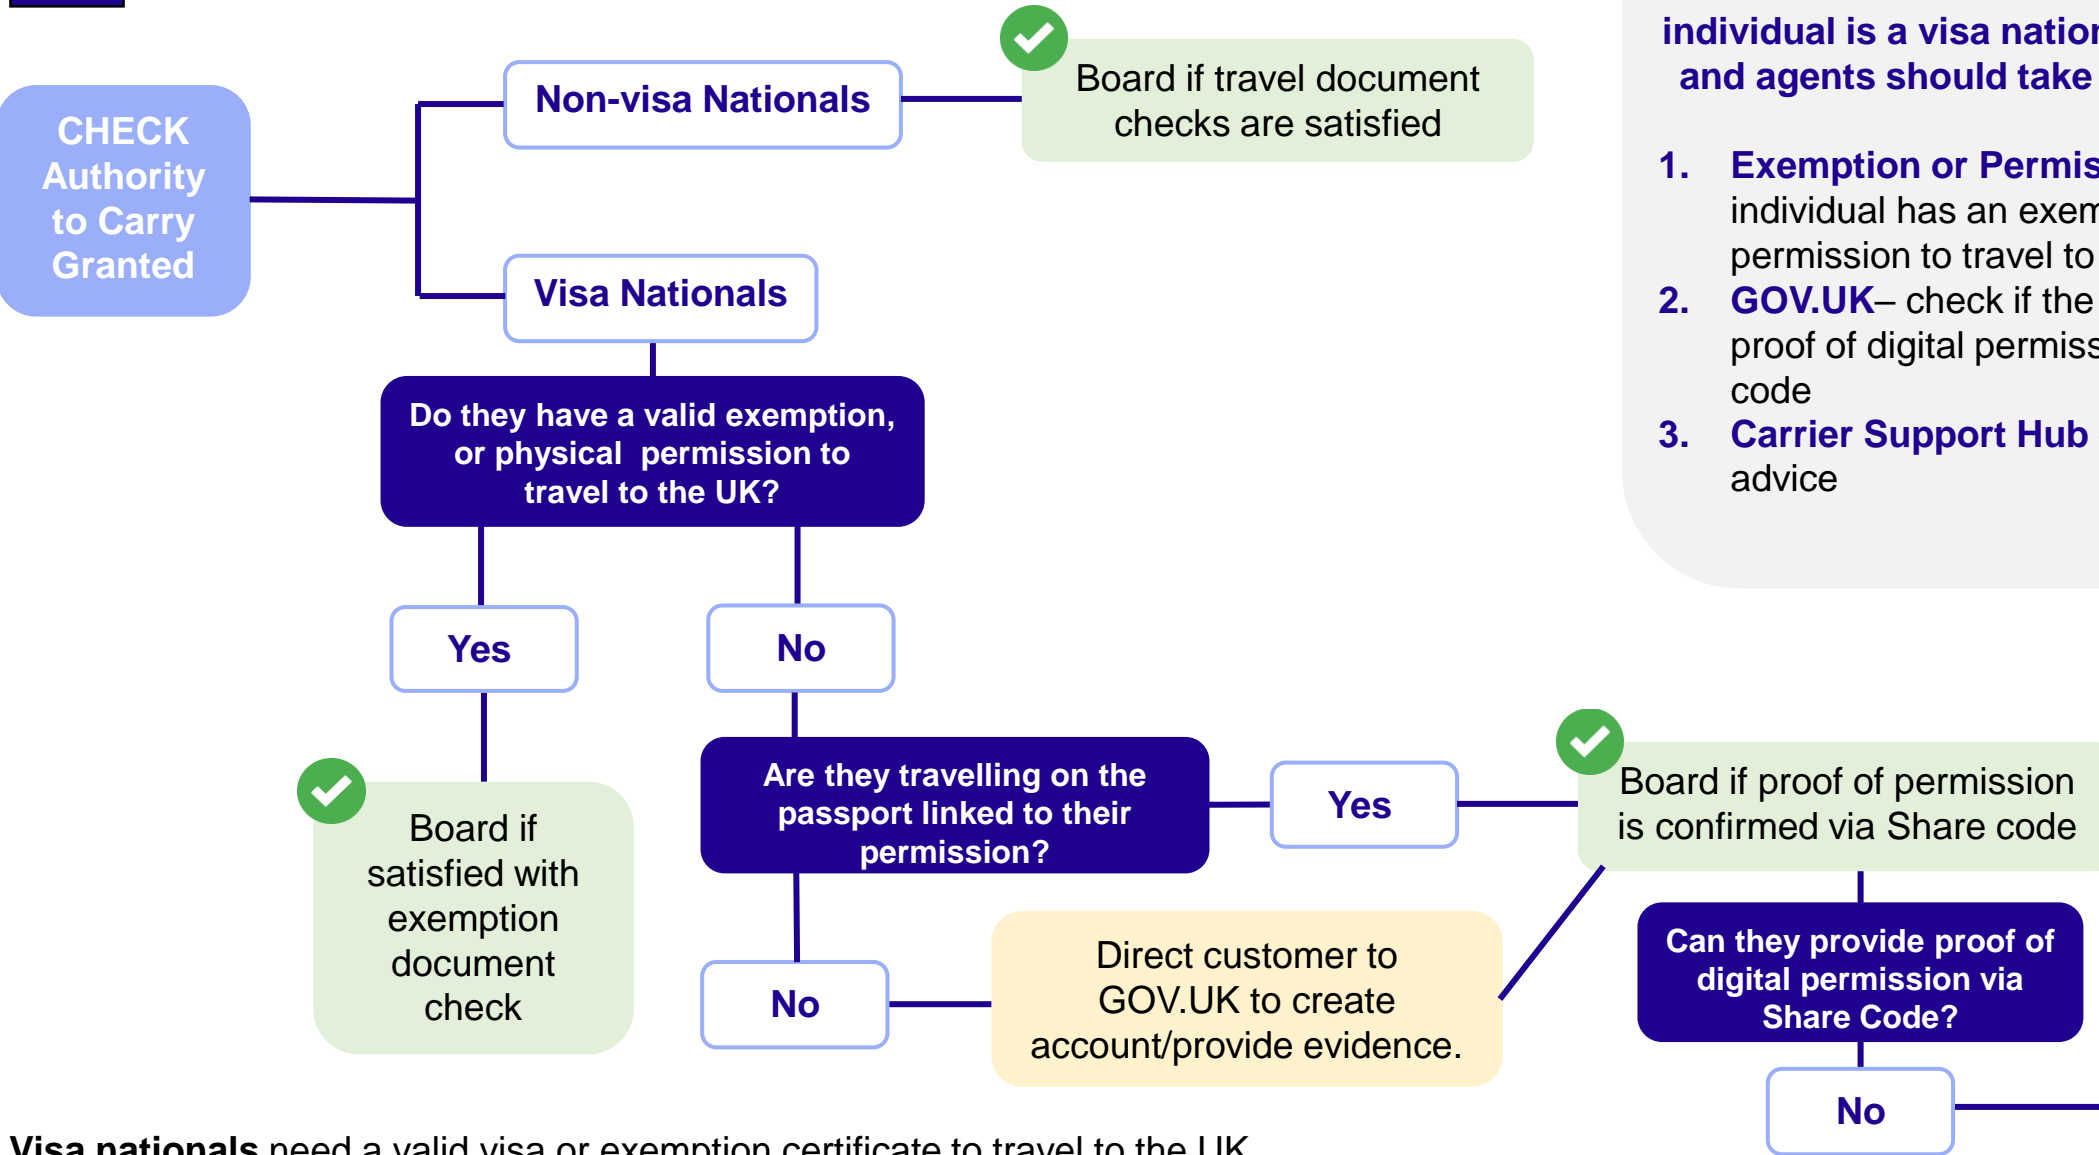 CHECK
Authority
to Carry
Granted
Non-visa Nationals
Board if travel document
checks are satisfied
Visa Nationals
Do they have a valid exemption,
or physical permission to
travel to the UK?
Yes
No
Board if
satisfied with
exemption
document
check
Are they travelling on the
passport linked to their
permission?
Yes
Board if proof of permission
is confirmed via Share code
No
Direct customer to
GOV.UK to create
account/provide evidence.
Can they provide proof of
digital permission via
Share Code?
No
individual is a visa
and agents should take
1. Exemption or
individual has an
permission to travel to
2. GOV.UK– check if the
proof of digital
code
3. Carrier Support Hub
advice
Visa nationals need a valid visa or exemption certificate to travel to the UK